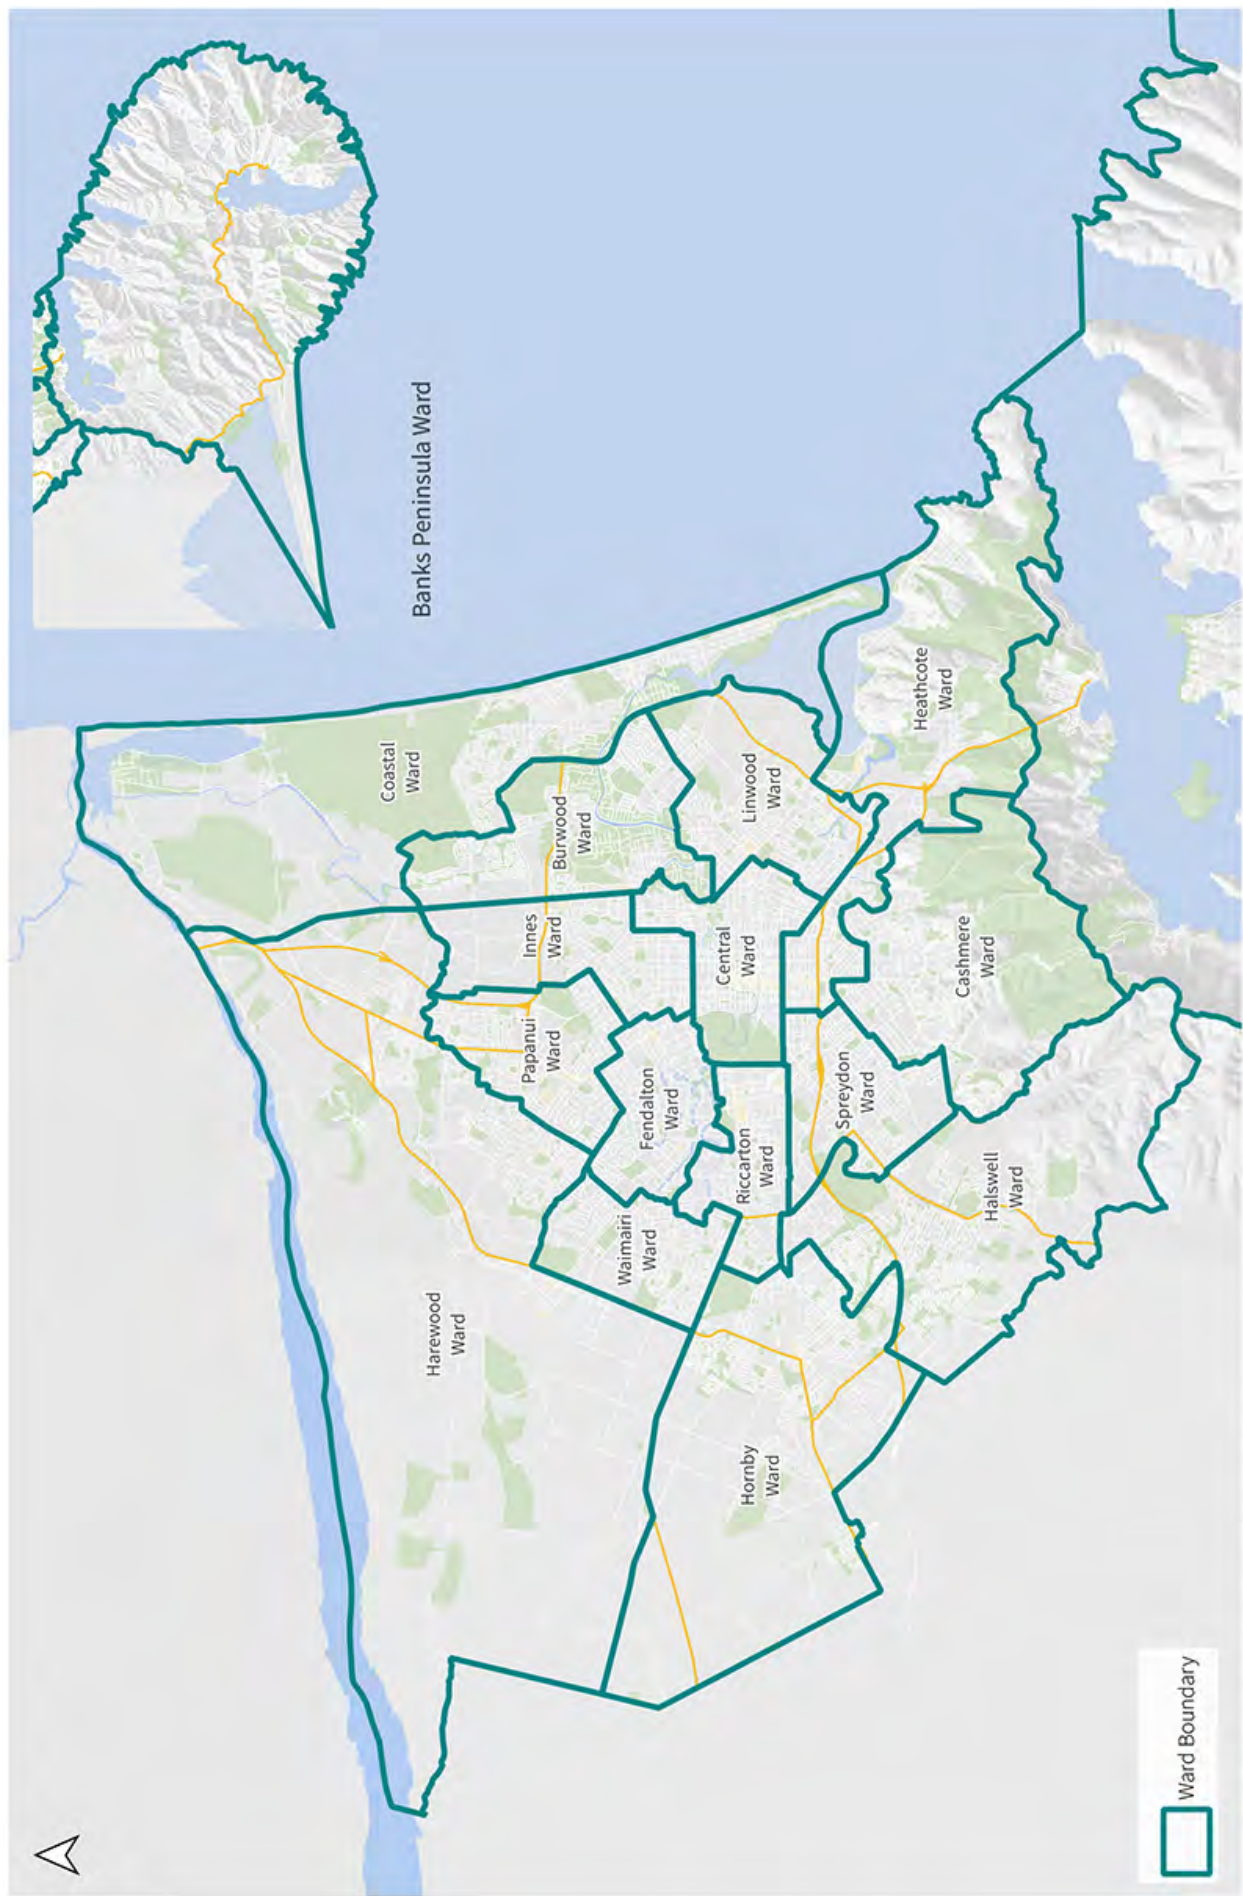 Banks Peninsula Ward
Coastal
Ward
Burwood
Ward
Innes
Ward
Papanui
Ward
Harewood
Ward
Fendalton
Ward
Waimairi
Ward
Linwood
Ward
Central
Ward
Riccarton
Ward
Hornby
Ward
Heathcote
Ward
Cashmere
Ward
Spreydon
Ward
Halswell
Ward
Ward Boundary